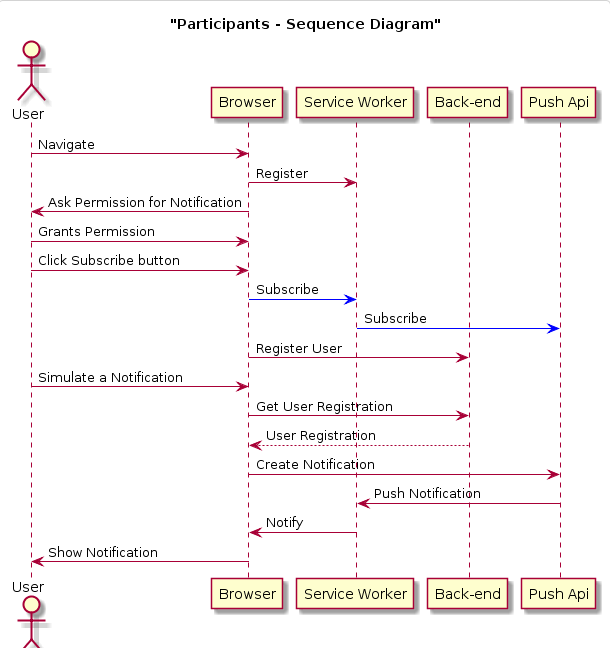 "Participants - Sequence Diagram"
User
Browser
Service Worker
Back-end
Push Api
Navigate
Register
Ask Permission for Notification
Grants Permission
Click Subscribe button
Subscribe
Subscribe
Register User
Simulate a Notification
Get User Registration
User Registration
Create Notification
Push Notification
Notify
Show Notification
User
Browser
Service Worker
Back-end
Push Api